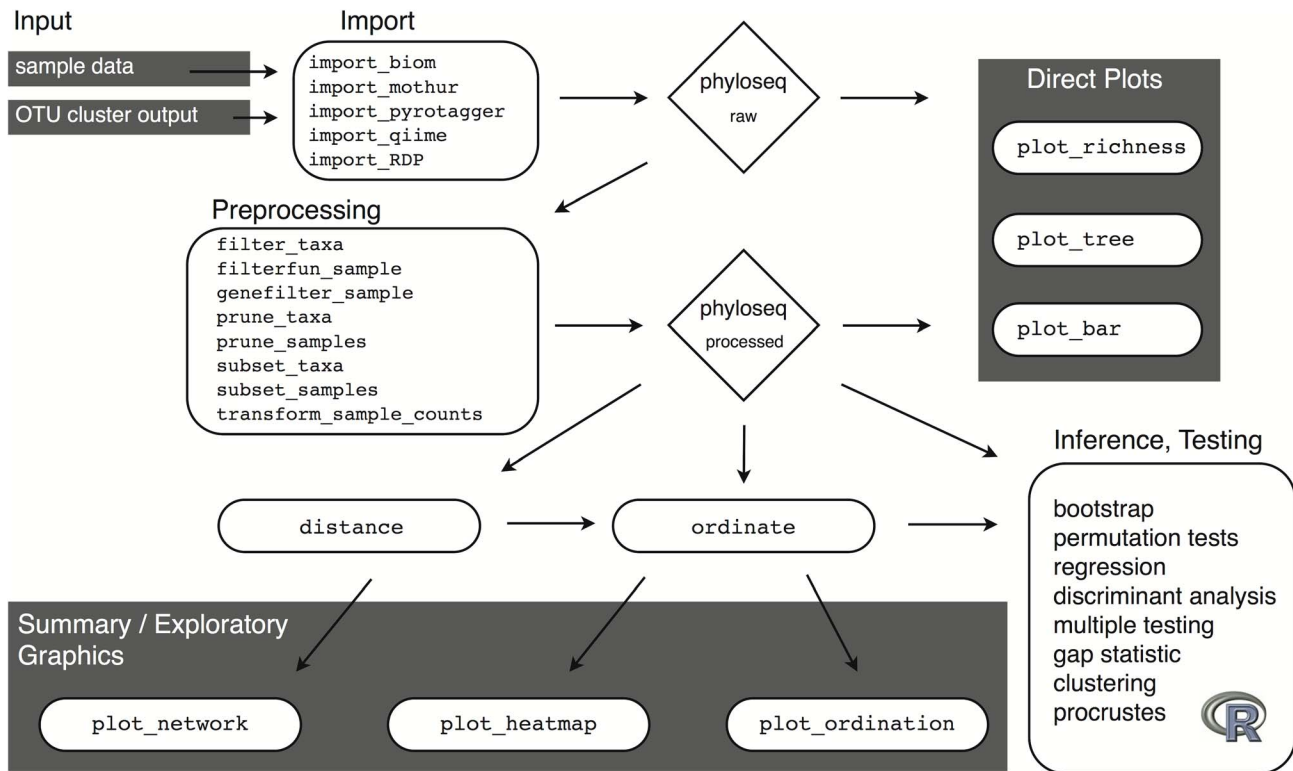 Input
sample data
OTU cluster output
Import
import_biom
import_mothur
import_pyrotagger
import_qiime
import_RDP
phyloseq
raw
Direct Plots
plot_richness
plot_tree
plot_bar
Preprocessing
filter_taxa
filterfun_sample
genefilter_sample
prune_taxa
prune_samples
subset_taxa
subset_samples
transform_sample_counts
phyloseq
processed
distance
ordinate
Inference, Testing
bootstrap
permutation tests
regression
discriminant analysis
multiple testing
gap statistic
clustering
procrustes
R
Summary / Exploratory
Graphics
plot_network
plot_heatmap
plot_ordination